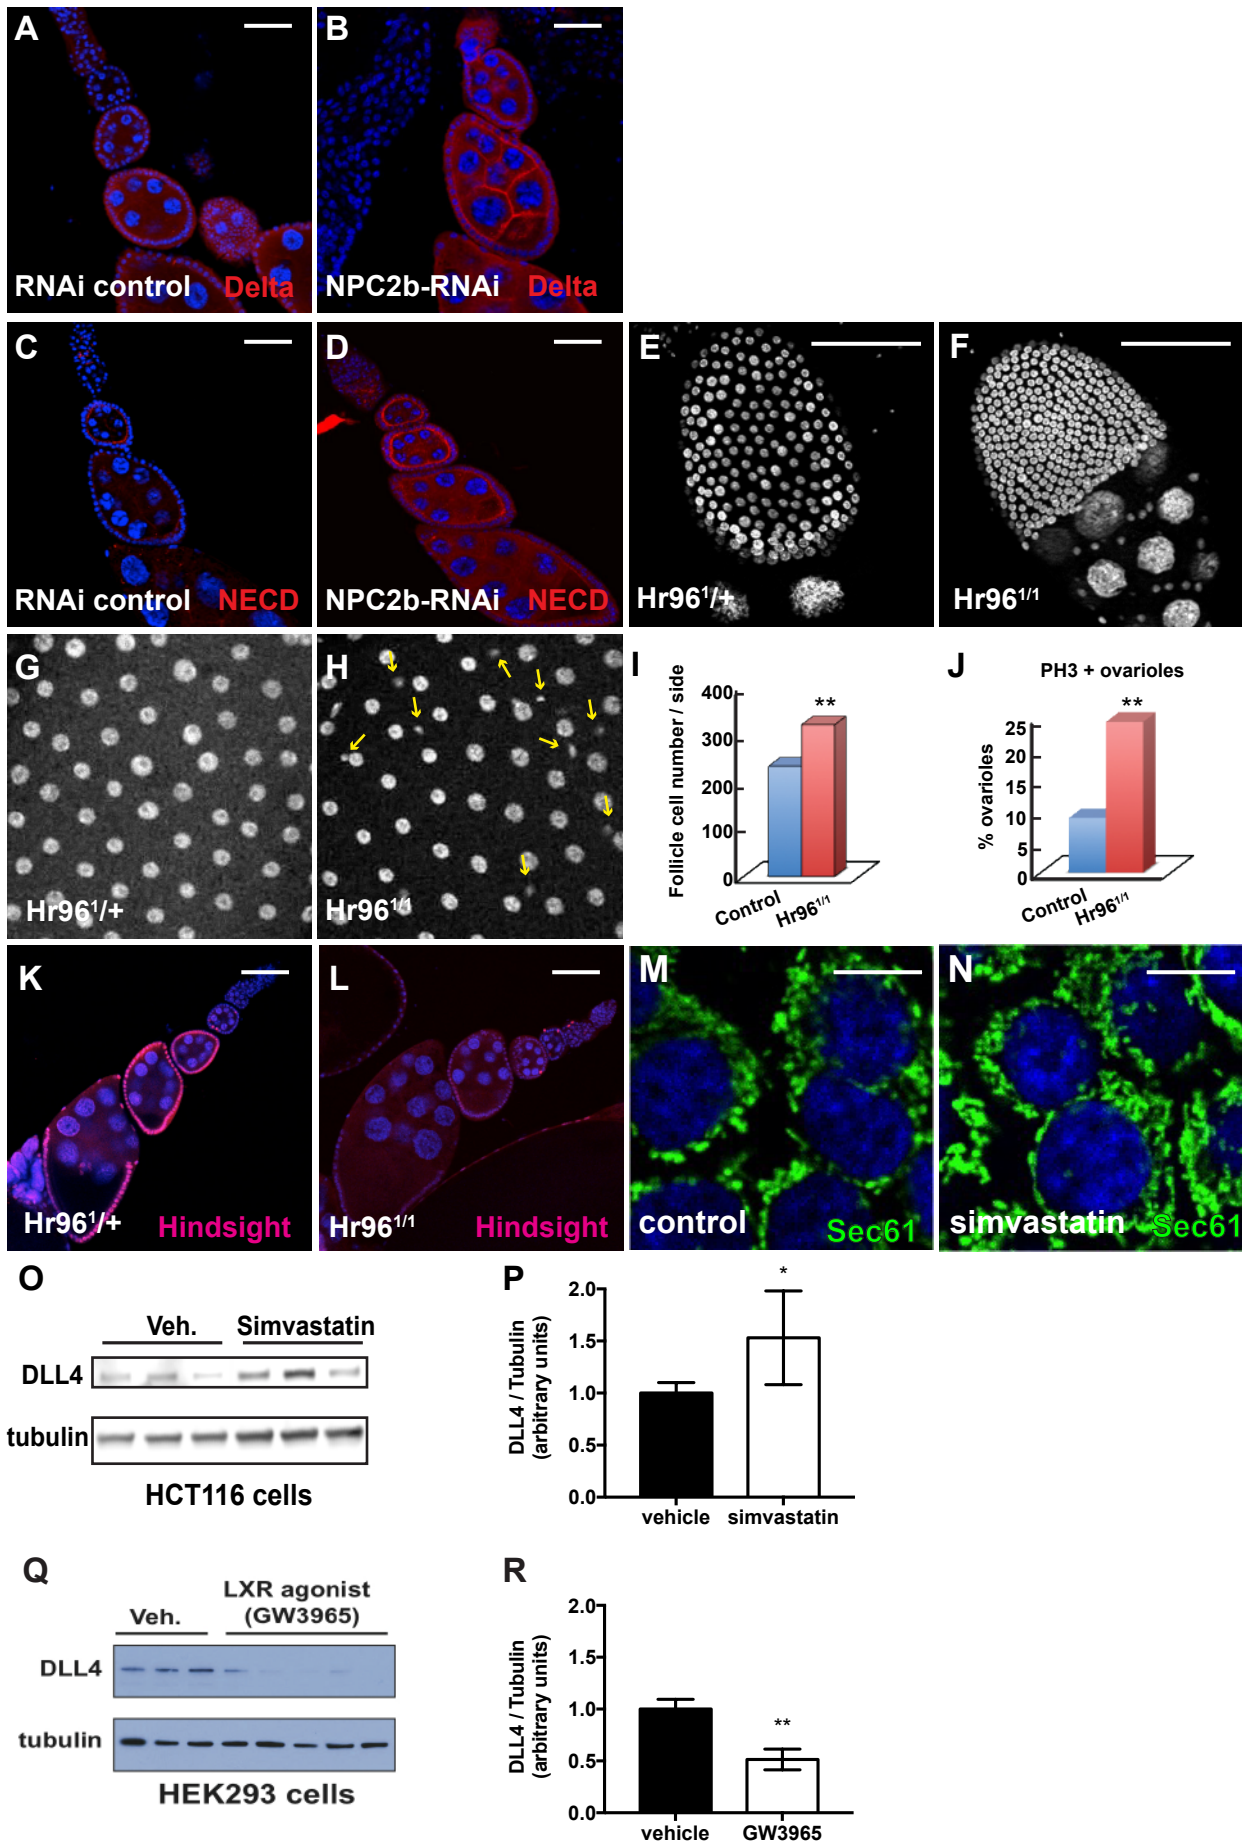 A
RNAi control Delta
B
NPC2b-RNAi Delta
C
RNAi control NECD
D
NPC2b-RNAi NECD
E
Hr96¹/+
F
Hr96¹/¹
G
Hr96¹/+
H
Hr96¹/¹
I
Follicle cell number / side
400
300
200
100
0
**
Control
Hr96¹/¹
J
PH3 + ovarioles
% ovarioles
25
20
15
10
5
0
**
Control
Hr96¹/¹
K
Hr96¹/+ Hindsight
L
Hr96¹/¹ Hindsight
M
control Sec61
N
simvastatin Sec61
O
Veh. Simvastatin
DLL4
tubulin
HCT116 cells
P
DLL4 / Tubulin
(arbitrary units)
2.0
1.5
1.0
0.5
0.0
*
vehicle simvastatin
Q
LXR agonist
Veh. (GW3965)
DLL4
tubulin
HEK293 cells
R
DLL4 / Tubulin
(arbitrary units)
2.0
1.5
1.0
0.5
0.0
**
vehicle GW3965